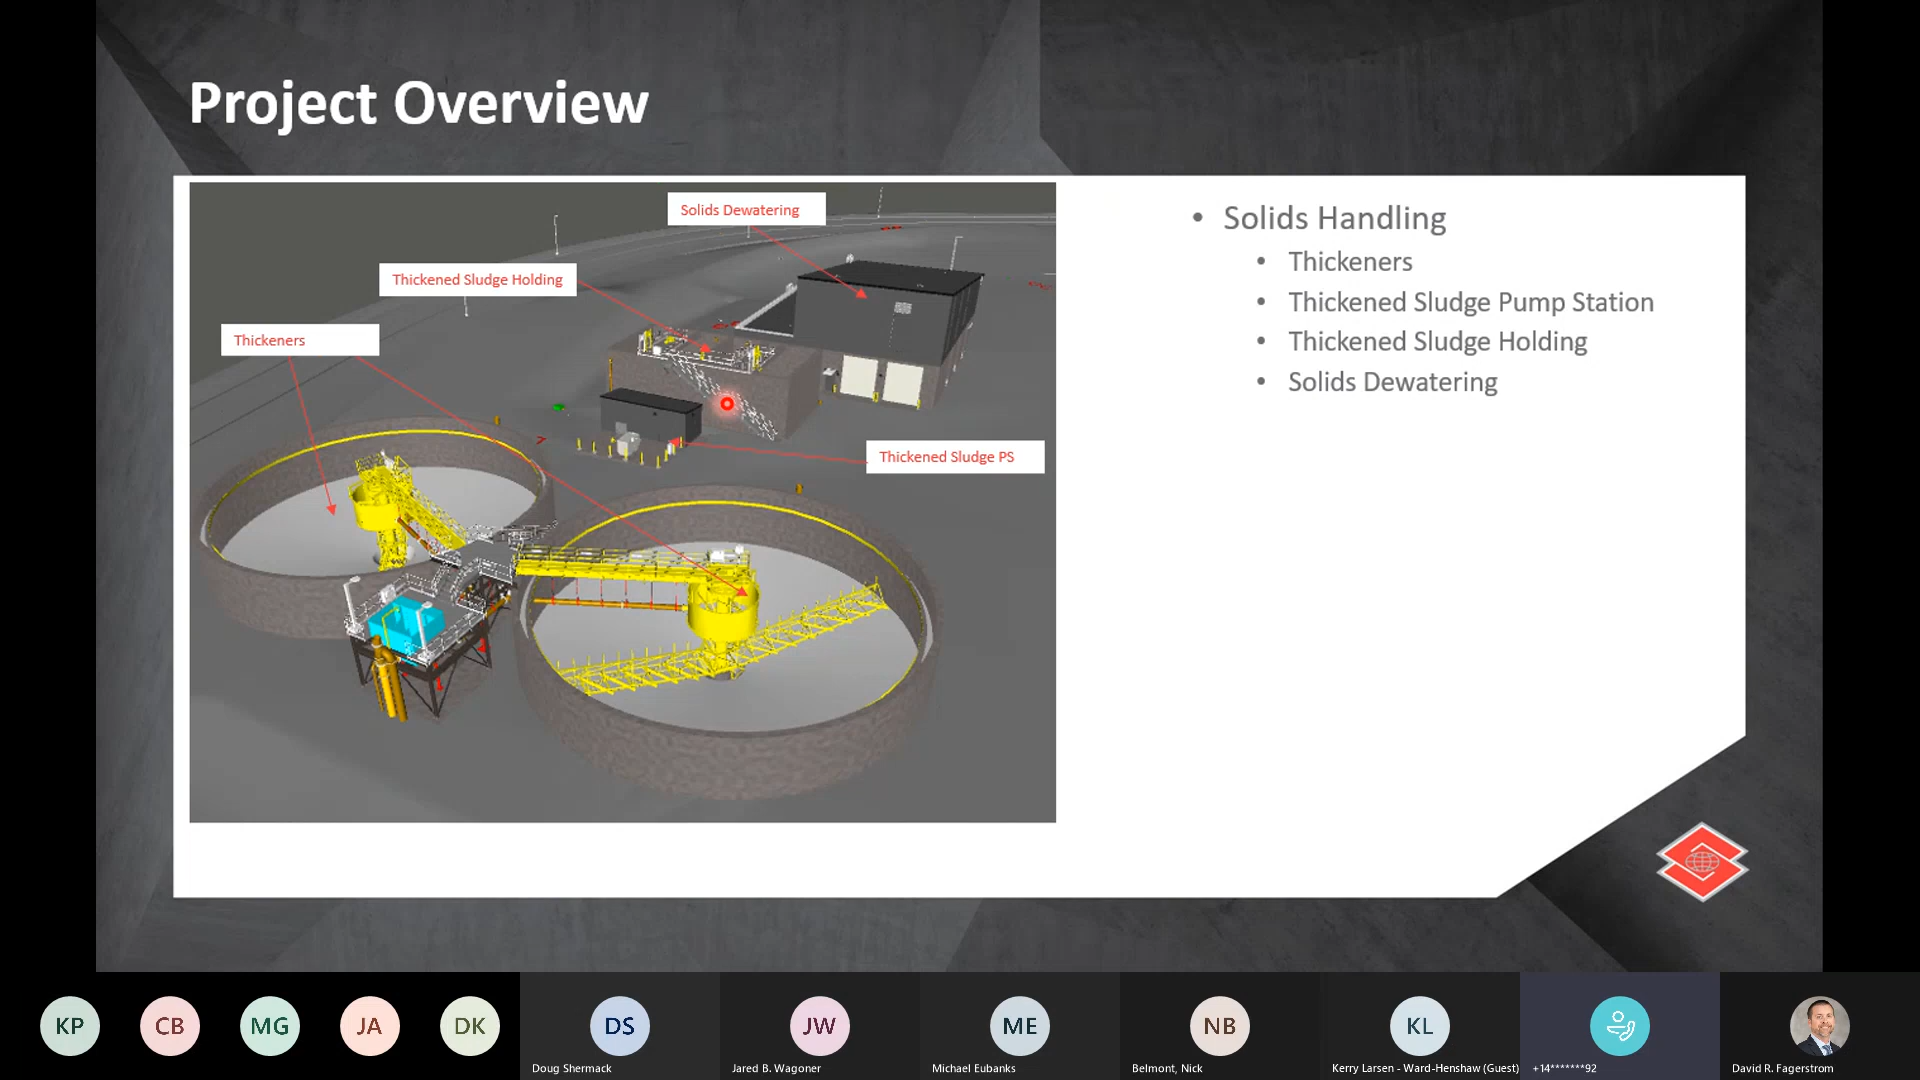 Project Overview
Solids Dewatering
Thickened Sludge Holding
Thickeners
Thickened Sludge PS
• Solids Handling
• Thickeners
• Thickened Sludge Pump Station
• Thickened Sludge Holding
• Solids Dewatering
KP
CB
MG
JA
DK
DS
JW
ME
NB
KL
Doug Shermack
Jared B. Wagoner
Michael Eubanks
Belmont, Nick
Kerry Larsen - Ward-Henshaw (Guest)
+14*******92
David R. Fagerstrom